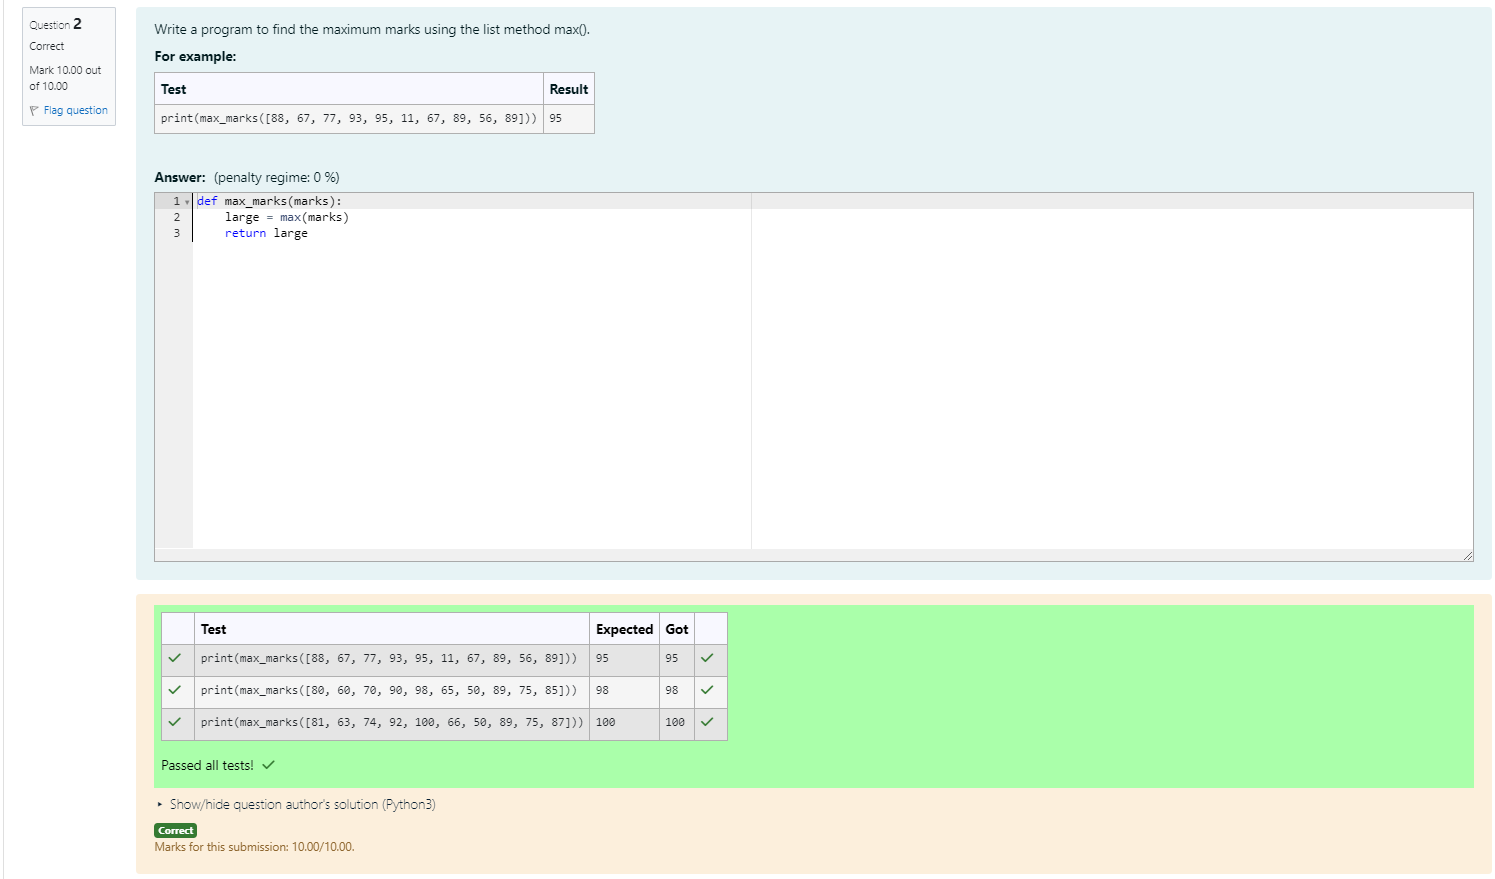 Question 2
Correct
Mark 10.00 out
of 10.00
Flag question
Write a program to find the maximum marks using the list method max().
For example:
Test Result
print(max_marks([88, 67, 77, 93, 95, 11, 67, 89, 56, 89])) 95
Answer: (penalty regime: 0 %)
1 def max_marks(marks):
2     large = max(marks)
3     return large
Test Expected Got
print(max_marks([88, 67, 77, 93, 95, 11, 67, 89, 56, 89])) 95 95
print(max_marks([80, 60, 70, 90, 98, 65, 50, 89, 75, 85])) 98 98
print(max_marks([81, 63, 74, 92, 100, 66, 50, 89, 75, 87])) 100 100
Passed all tests!
Show/hide question author's solution (Python3)
Correct
Marks for this submission: 10.00/10.00.